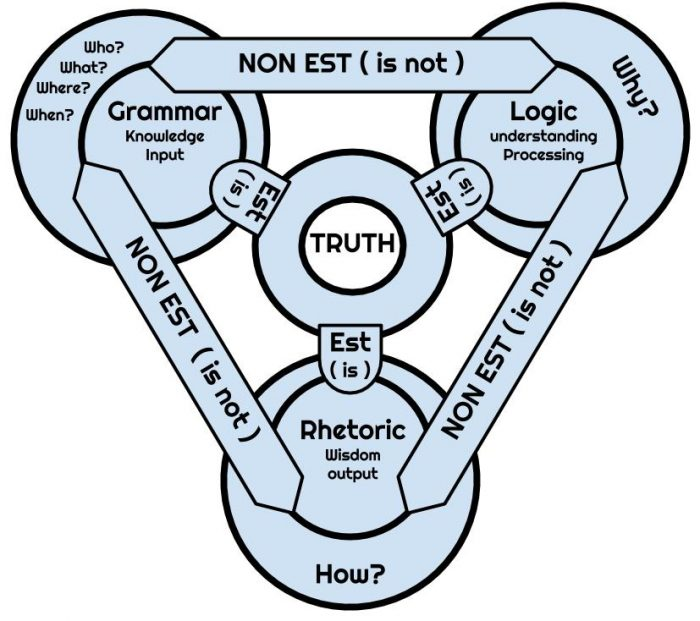 NON EST ( is not )
Who?
What?
Where?
When?
Grammar
Knowledge
Input
Logic
understanding
Processing
Why?
Est
( is )
Est
( is )
TRUTH
NON EST ( is not )
NON EST ( is not )
Est
( is )
Rhetoric
Wisdom
output
How?